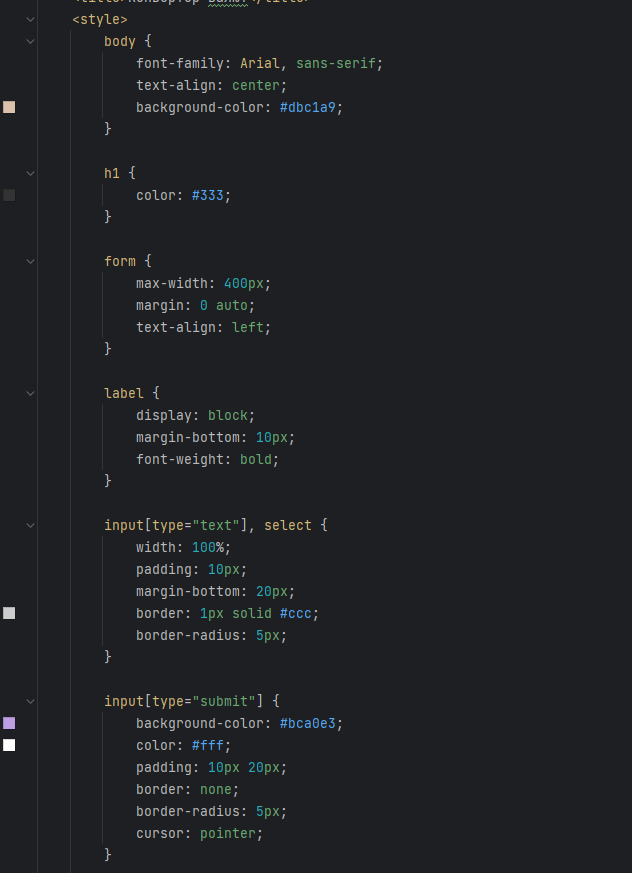 <style>
body {
font-family: Arial, sans-serif;
text-align: center;
background-color: #dbc1a9;
}
h1 {
color: #333;
}
form {
max-width: 400px;
margin: 0 auto;
text-align: left;
}
label {
display: block;
margin-bottom: 10px;
font-weight: bold;
}
input[type="text"], select {
width: 100%;
padding: 10px;
margin-bottom: 20px;
border: 1px solid #ccc;
border-radius: 5px;
}
input[type="submit"] {
background-color: #bca0e3;
color: #fff;
padding: 10px 20px;
border: none;
border-radius: 5px;
cursor: pointer;
}